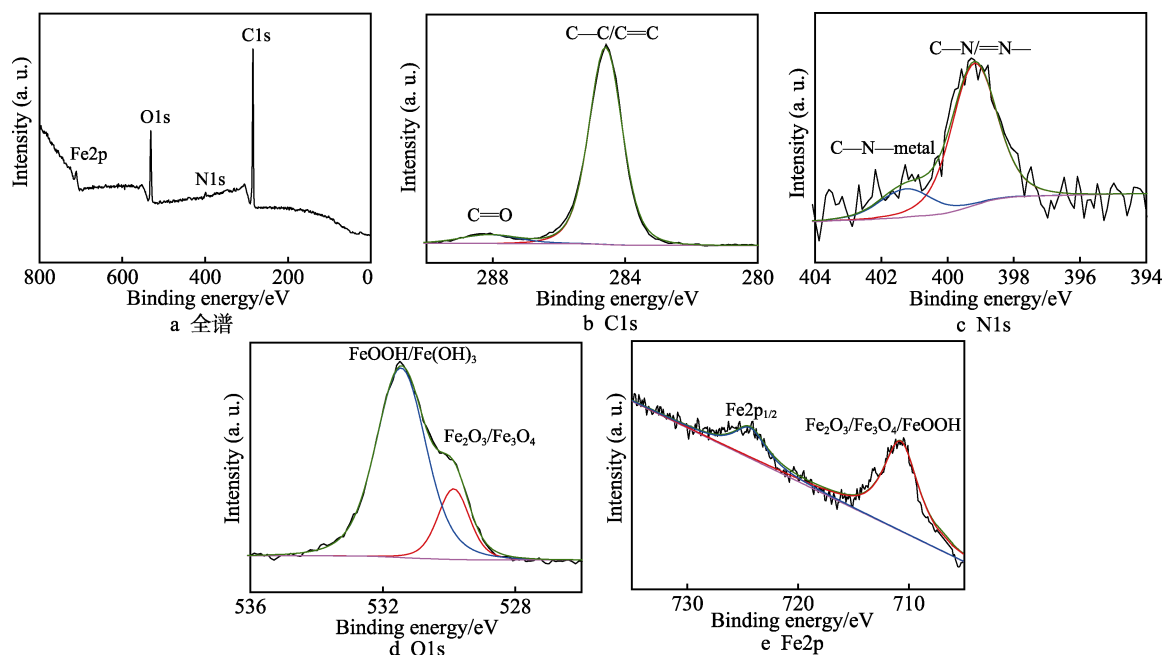 Intensity (a. u.)
C1s
O1s
Fe2p
N1s
800 600 400 200 0
Binding energy/eV
a 全谱
Intensity (a. u.)
C—C/C=C
C=O
288 284 280
Binding energy/eV
b C1s
Intensity (a. u.)
C—N/=N—
C—N—metal
404 402 400 398 396 394
Binding energy/eV
c N1s
Intensity (a. u.)
FeOOH/Fe(OH)₃
Fe₂O₃/Fe₃O₄
536 531 528
Binding energy/eV
d O1s
Intensity (a. u.)
Fe2p₁/₂
Fe₂O₃/Fe₃O₄/FeOOH
730 720 710
Binding energy/eV
e Fe2p